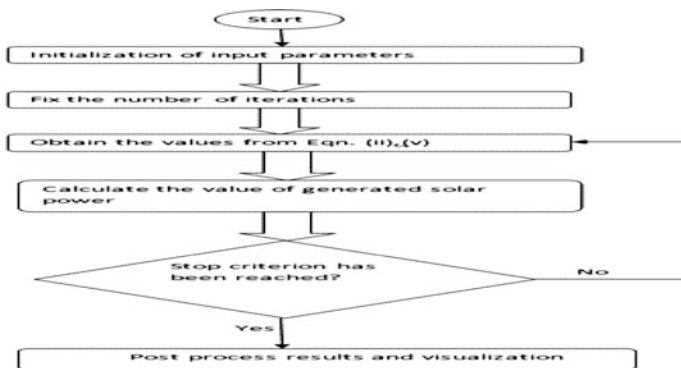 Start
Initialization of input parameters
Fix the number of iterations
Obtain the values from Eqn. (ii),(v)
Calculate the value of generated solar
power
Stop criterion has
been reached?
No
Yes
Post process results and visualization